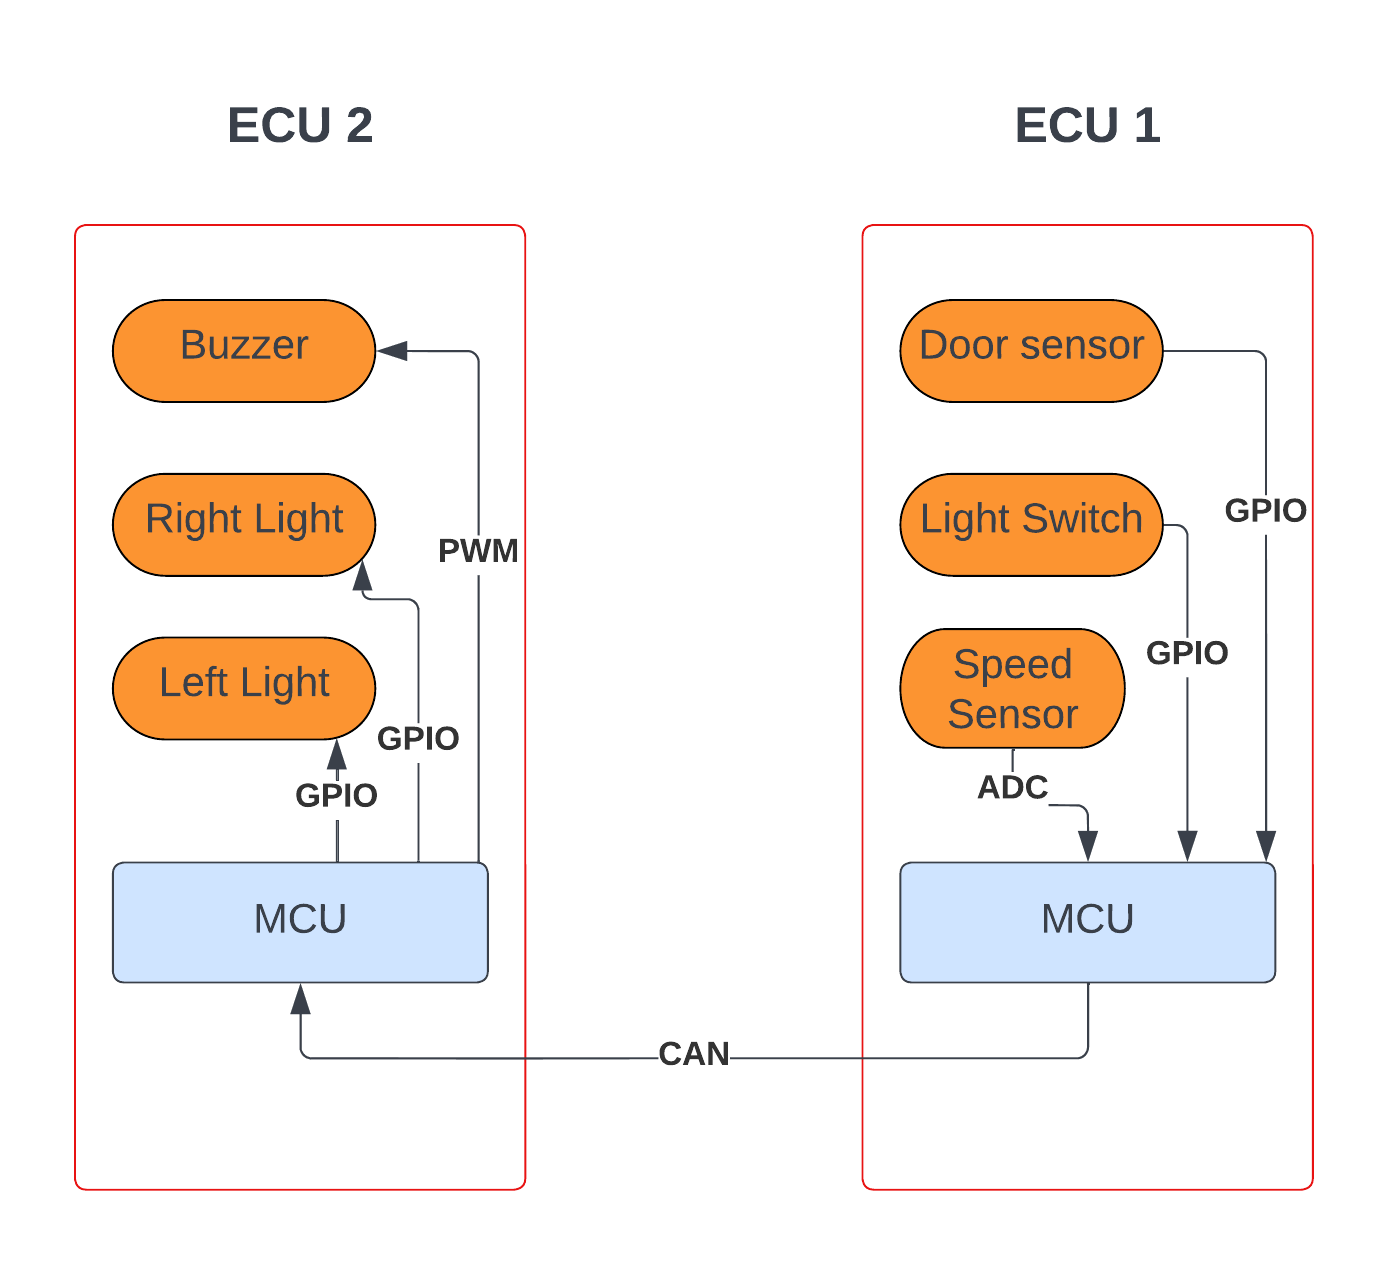 ECU 2
ECU 1
Buzzer
Right Light
PWM
Left Light
GPIO
GPIO
MCU
Door sensor
GPIO
Light Switch
GPIO
Speed
Sensor
ADC
MCU
CAN